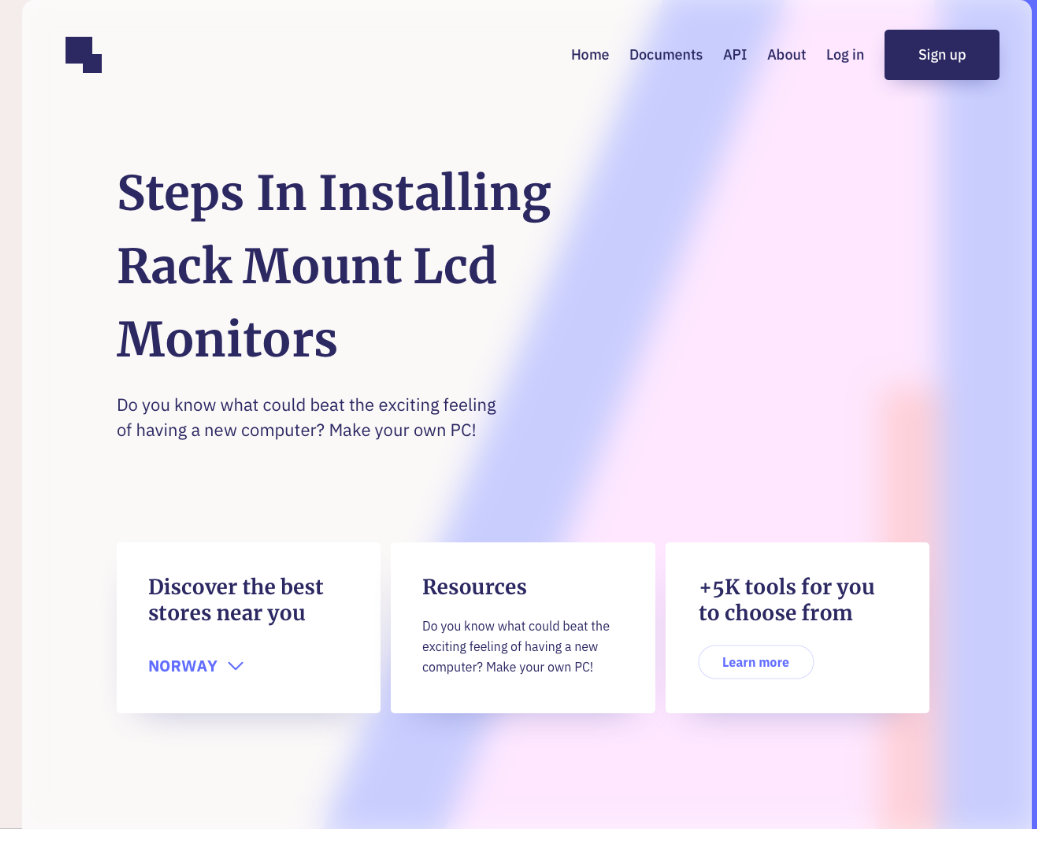 Home Documents API About Log in Sign up
Steps In Installing
Rack Mount Lcd
Monitors
Do you know what could beat the exciting feeling
of having a new computer? Make your own PC!
Discover the best
stores near you
NORWAY
Resources
Do you know what could beat the
exciting feeling of having a new
computer? Make your own PC!
+5K tools for you
to choose from
Learn more